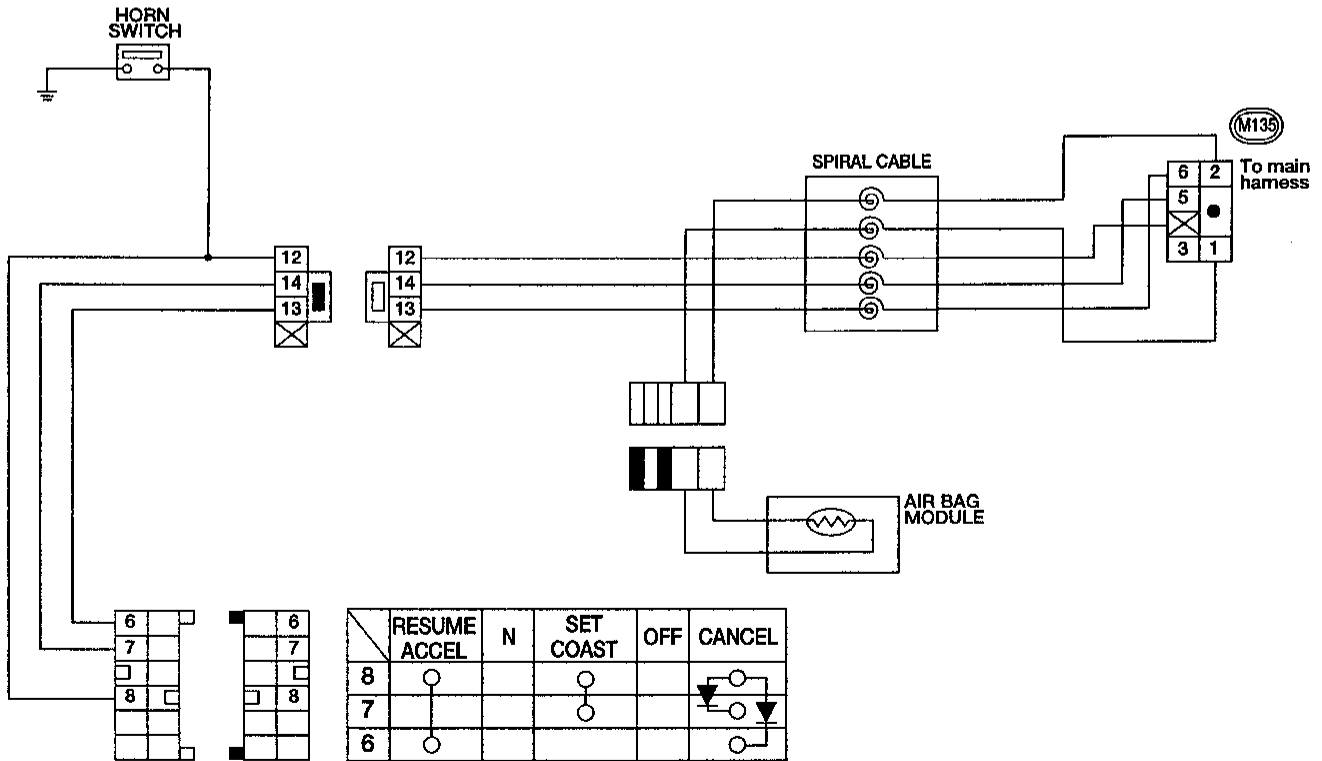 HORN
SWITCH
M135
SPIRAL CABLE
6 2
To main
harness
5
3 1
12
14
13
12
14
13
AIR BAG
MODULE
6
7
8
6
7
8
RESUME
ACCEL
N
SET
COAST
OFF
CANCEL
8
7
6